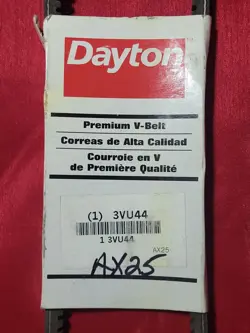 Dayton
Premium V-Belt
Correas de Alta Calidad
Courroie en V
de Première Qualité
(1) 3VU44
1 3VU44
AX25
AX25